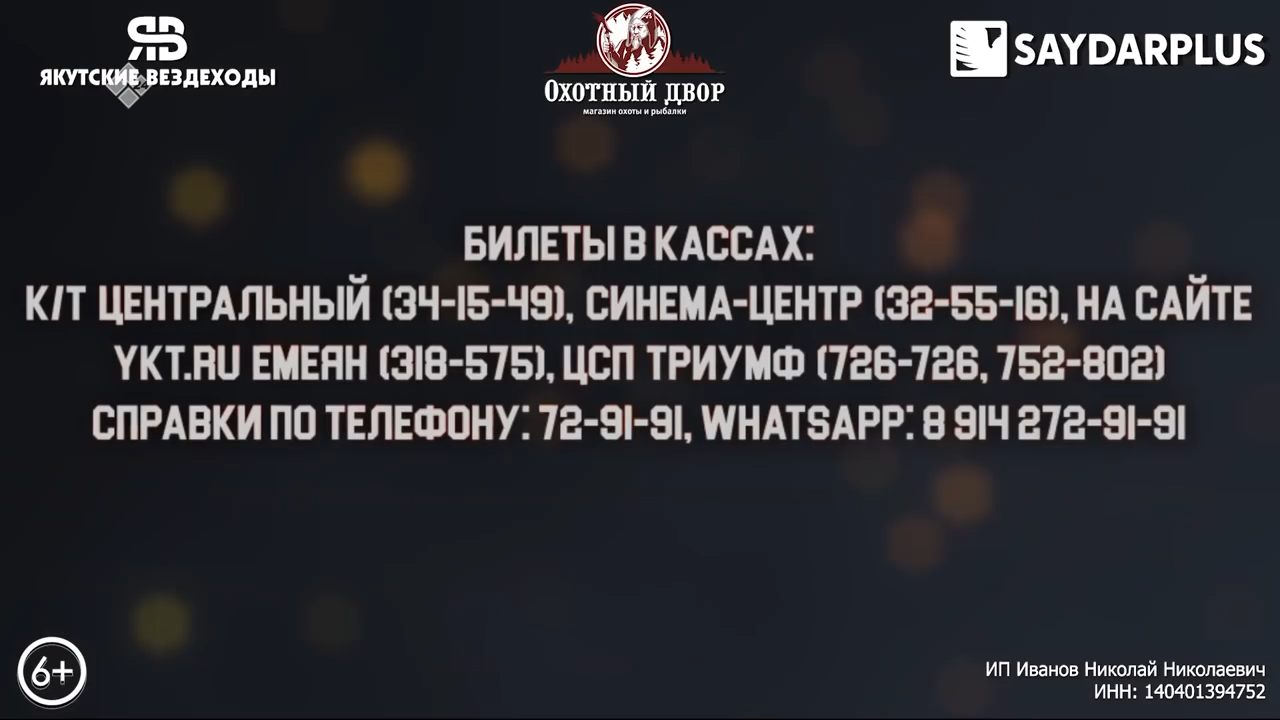 ЯВ
ЯКУТСКИЕ ВЕЗДЕХОДЫ
ОХОТНЫЙ ДВОР
магазин охоты и рыбалки
SAYDARPLUS
БИЛЕТЫ В КАССАХ:
К/Т ЦЕНТРАЛЬНЫЙ (34-15-49), СИНЕМА-ЦЕНТР (32-55-16), НА САЙТЕ
YKT.RU ЕМЕЯН (318-575), ЦСП ТРИУМФ (726-726, 752-802)
СПРАВКИ ПО ТЕЛЕФОНУ: 72-91-91, WHATSAPP: 8 914 272-91-91
6+
ИП Иванов Николай Николаевич
ИНН: 140401394752